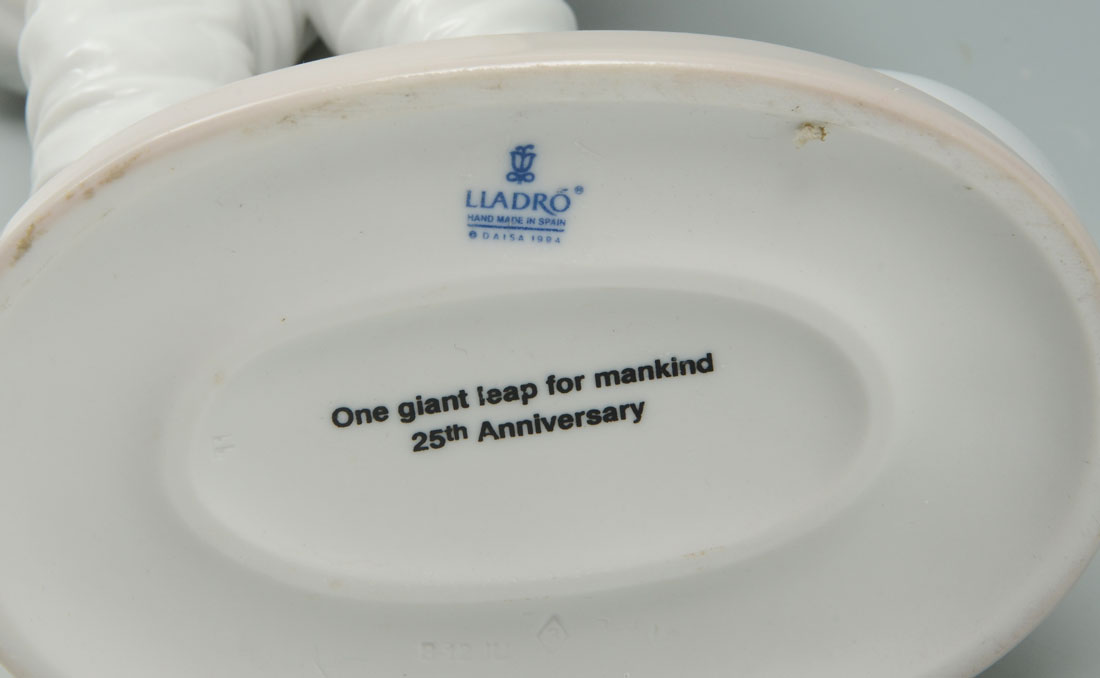 LLADRÓ®
HAND MADE IN SPAIN
© DAISA 1994
One giant leap for mankind
25th Anniversary